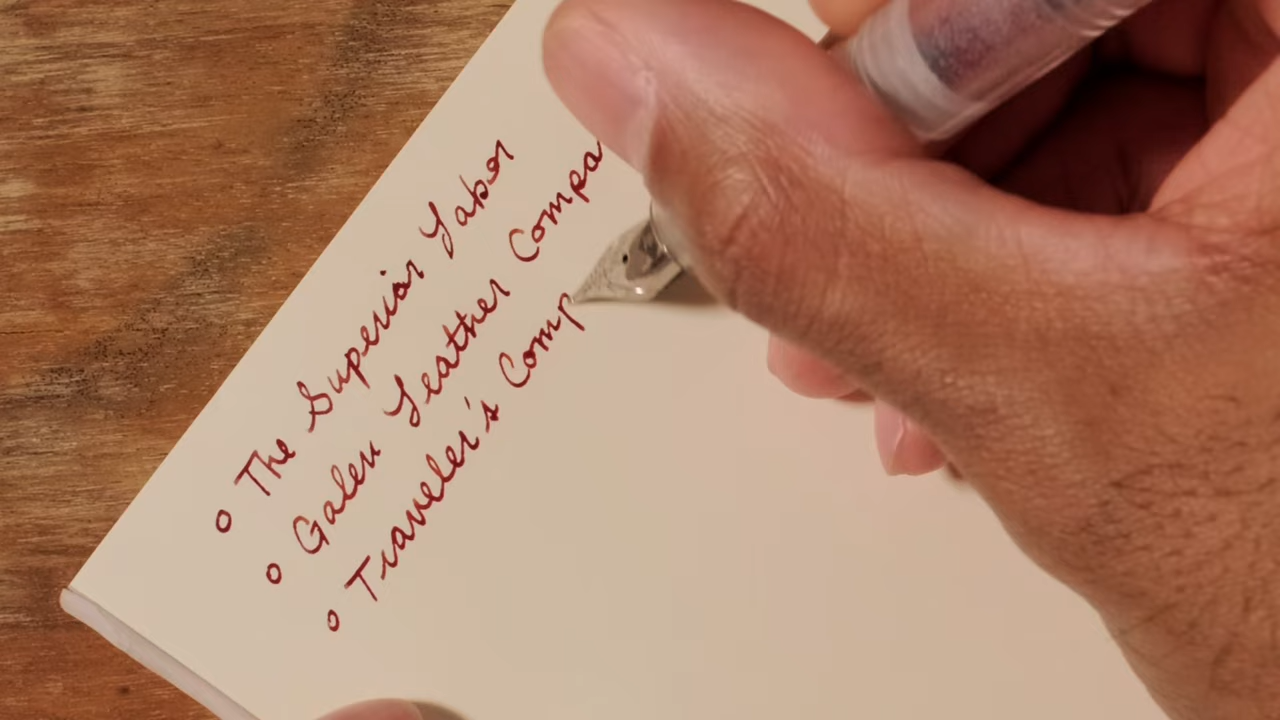 o The Superior Labor
o Galen Leather Compa
o Traveler's Comp